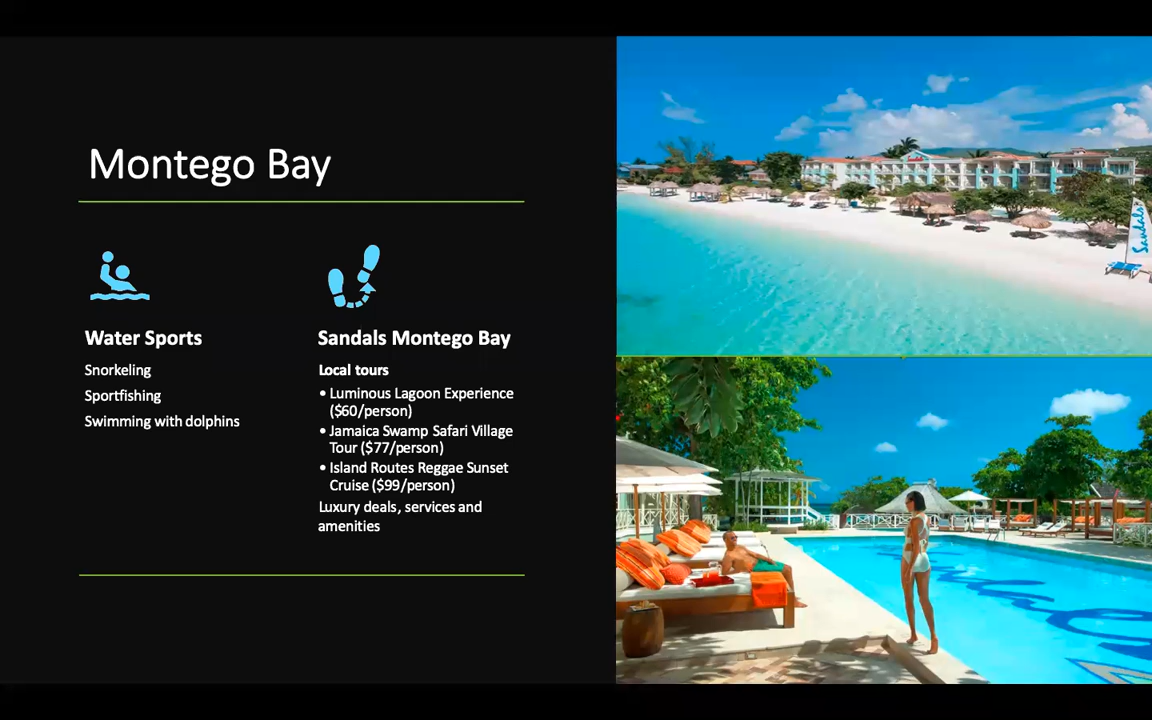 Montego Bay
Water Sports
Snorkeling
Sportfishing
Swimming with dolphins
Sandals Montego Bay
Local tours
• Luminous Lagoon Experience
($60/person)
• Jamaica Swamp Safari Village
Tour ($77/person)
• Island Routes Reggae Sunset
Cruise ($99/person)
Luxury deals, services and
amenities
Sandals